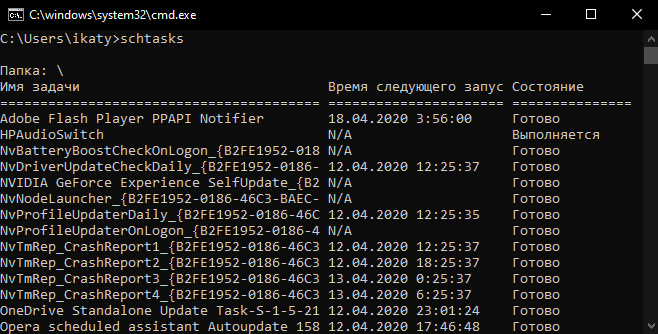 C:\windows\system32\cmd.exe
C:\Users\ikaty>schtasks
Папка: \
Имя задачи Время следующего запус Состояние
======================================== ====================== ===============
Adobe Flash Player PPAPI Notifier 18.04.2020 3:56:00 Готово
HPAudioSwitch N/A Выполняется
NvBatteryBoostCheckOnLogon_{B2FE1952-018 N/A Готово
NvDriverUpdateCheckDaily_{B2FE1952-0186- 12.04.2020 12:25:37 Готово
NVIDIA GeForce Experience SelfUpdate_{B2 N/A Готово
NvNodeLauncher_{B2FE1952-0186-46C3-BAEC- N/A Готово
NvProfileUpdaterDaily_{B2FE1952-0186-46C 12.04.2020 12:25:35 Готово
NvProfileUpdaterOnLogon_{B2FE1952-0186-4 N/A Готово
NvTmRep_CrashReport1_{B2FE1952-0186-46C3 12.04.2020 12:25:37 Готово
NvTmRep_CrashReport2_{B2FE1952-0186-46C3 12.04.2020 18:25:37 Готово
NvTmRep_CrashReport3_{B2FE1952-0186-46C3 13.04.2020 0:25:37 Готово
NvTmRep_CrashReport4_{B2FE1952-0186-46C3 13.04.2020 6:25:37 Готово
OneDrive Standalone Update Task-S-1-5-21 12.04.2020 23:01:24 Готово
Opera scheduled assistant Autoupdate 158 12.04.2020 17:46:48 Готово